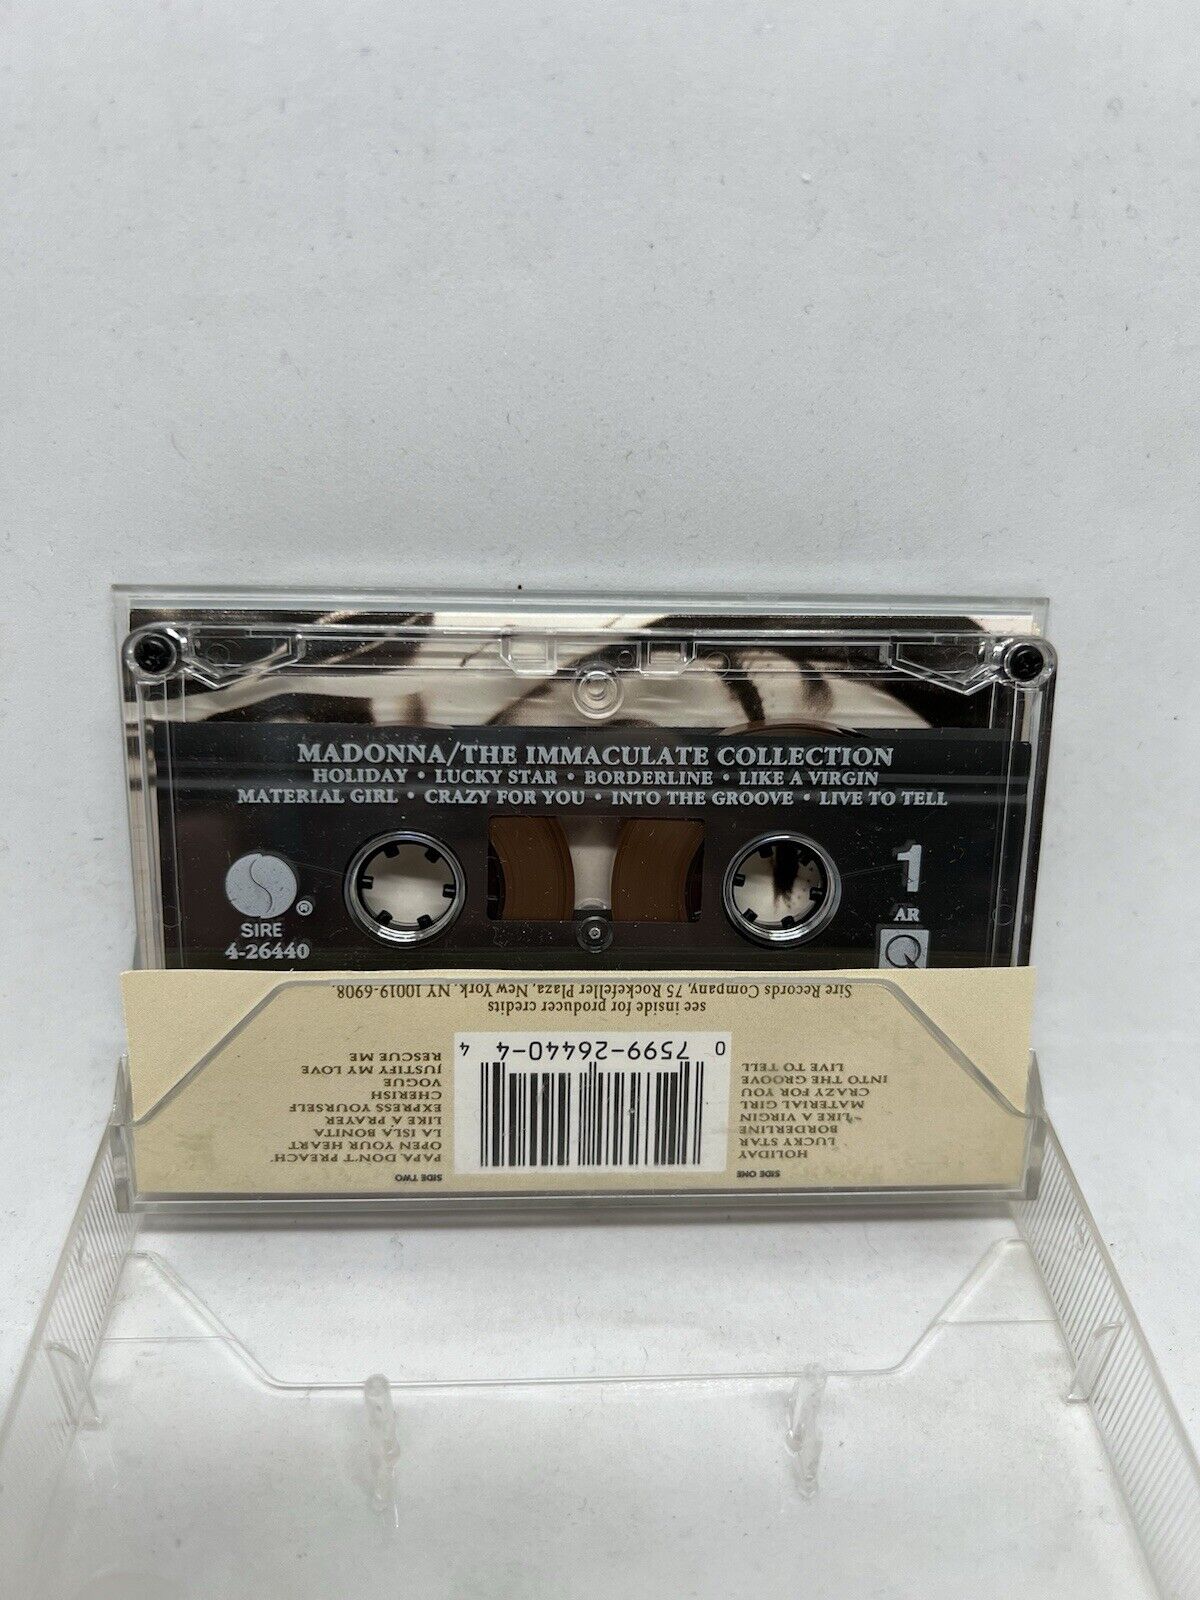 MADONNA/THE IMMACULATE COLLECTION
HOLIDAY • LUCKY STAR • BORDERLINE • LIKE A VIRGIN
MATERIAL GIRL • CRAZY FOR YOU • INTO THE GROOVE • LIVE TO TELL
SIRE ®
4-26440
1
AR
SIDE ONE
HOLIDAY
LUCKY STAR
BORDERLINE
LIKE A VIRGIN
MATERIAL GIRL
CRAZY FOR YOU
INTO THE GROOVE
LIVE TO TELL
SIDE TWO
PAPA DON'T PREACH
OPEN YOUR HEART
LA ISLA BONITA
LIKE A PRAYER
EXPRESS YOURSELF
CHERISH
VOGUE
JUSTIFY MY LOVE
RESCUE ME
0 7599-26440-4 4
see inside for producer credits
Sire Records Company, 75 Rockefeller Plaza, New York, NY 10019-6908.